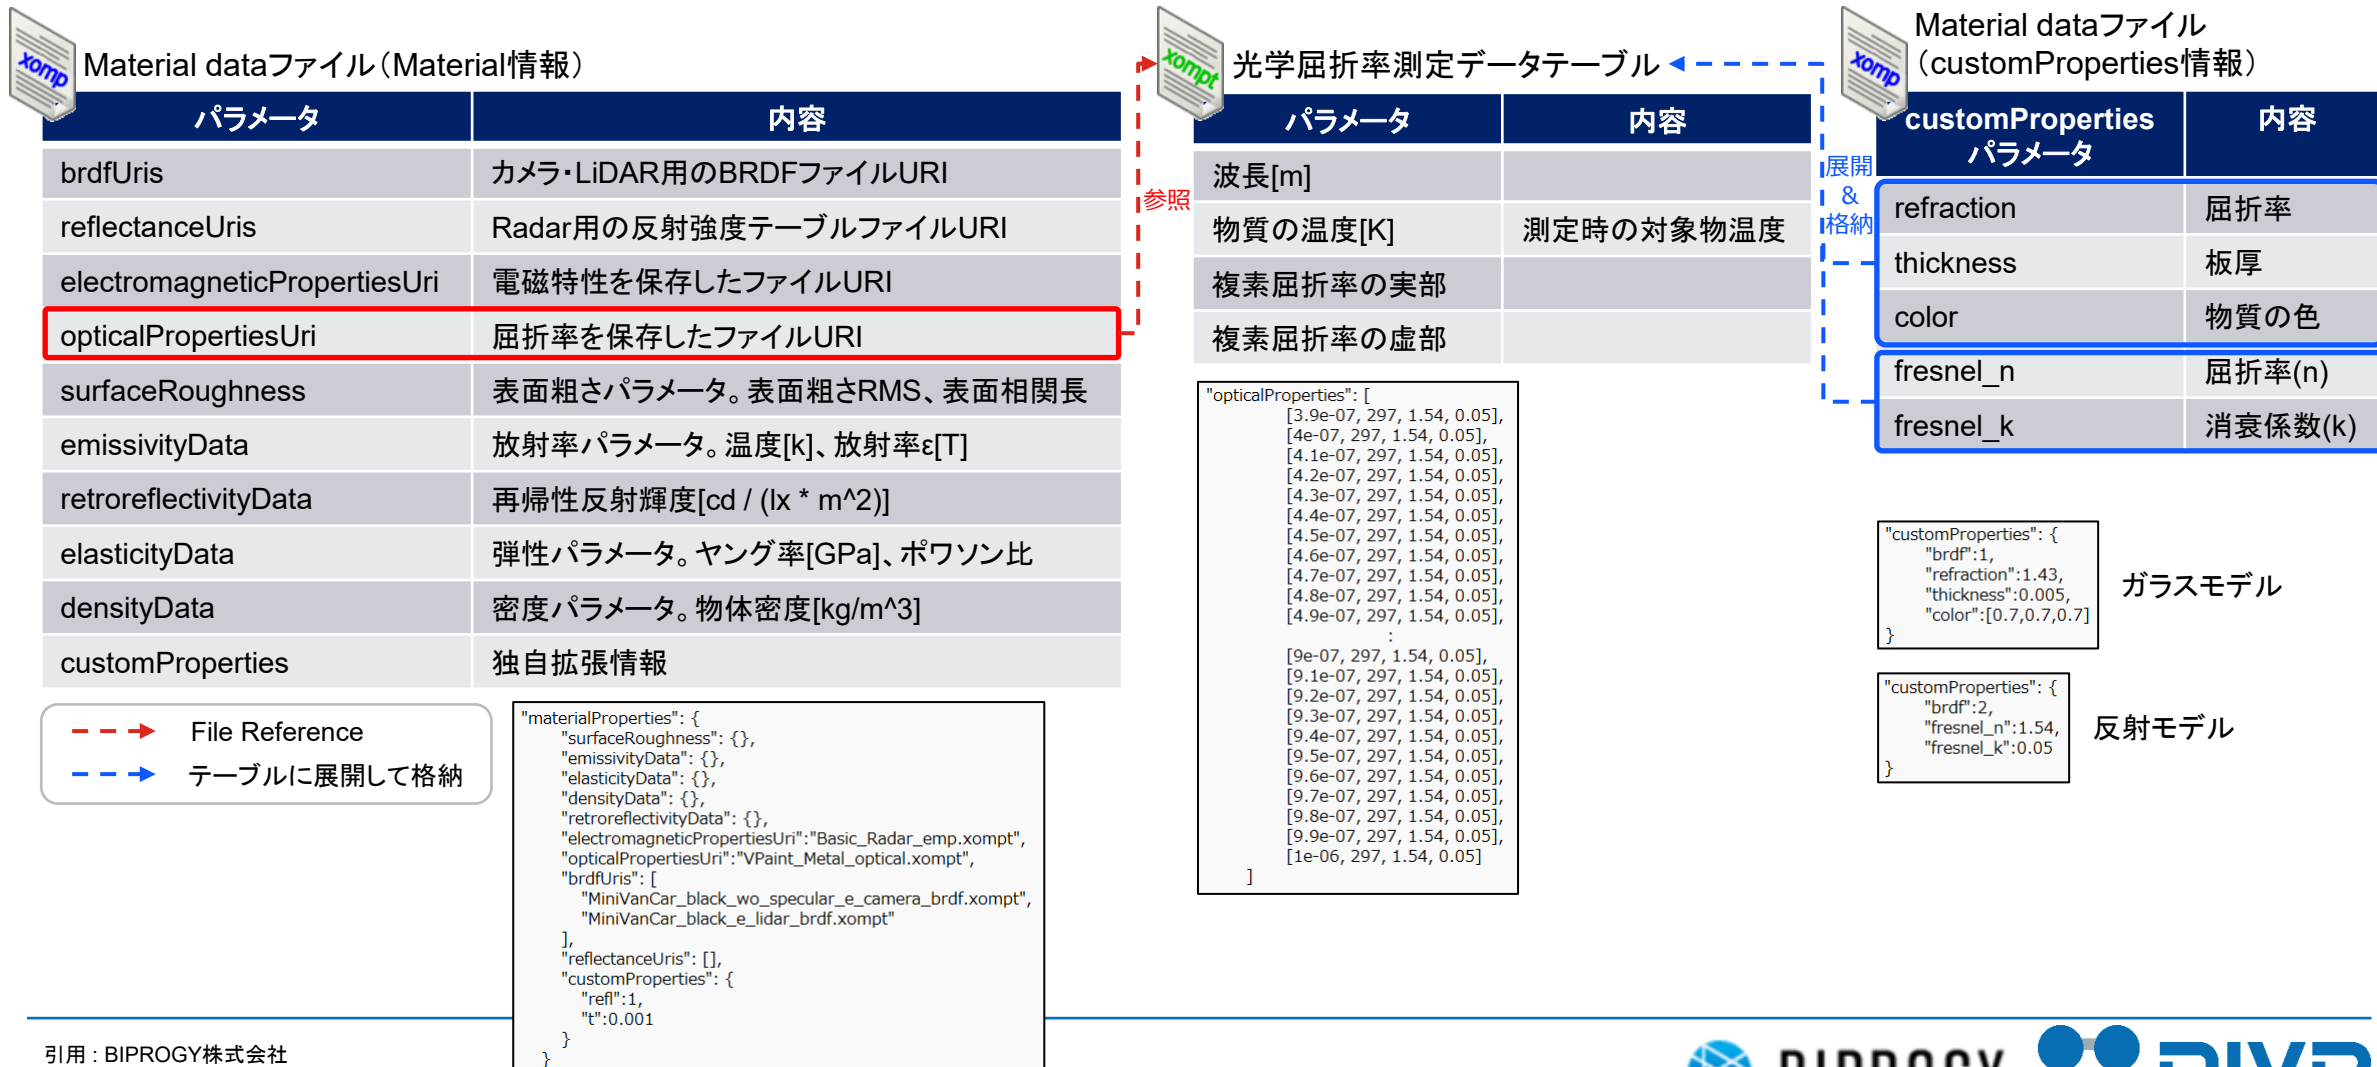 xomp
Material dataファイル（Material情報）
パラメータ 内容
brdfUris カメラ・LiDAR用のBRDFファイルURI
reflectanceUris Radar用の反射強度テーブルファイルURI
electromagneticPropertiesUri 電磁特性を保存したファイルURI
opticalPropertiesUri 屈折率を保存したファイルURI
surfaceRoughness 表面粗さパラメータ。表面粗さRMS、表面相関長
emissivityData 放射率パラメータ。温度[k]、放射率ε[T]
retroreflectivityData 再帰性反射輝度[cd / (lx * m^2)]
elasticityData 弾性パラメータ。ヤング率[GPa]、ポワソン比
densityData 密度パラメータ。物体密度[kg/m^3]
customProperties 独自拡張情報
File Reference
テーブルに展開して格納
"materialProperties": {
"surfaceRoughness": {},
"emissivityData": {},
"elasticityData": {},
"densityData": {},
"retroreflectivityData": {},
"electromagneticPropertiesUri":"Basic_Radar_emp.xompt",
"opticalPropertiesUri":"VPaint_Metal_optical.xompt",
"brdfUris": [
"MiniVanCar_black_wo_specular_e_camera_brdf.xompt",
"MiniVanCar_black_e_lidar_brdf.xompt"
],
"reflectanceUris": [],
"customProperties": {
"refl":1,
"t":0.001
}
}
参照
xompt
光学屈折率測定データテーブル
パラメータ 内容
波長[m]
物質の温度[K] 測定時の対象物温度
複素屈折率の実部
複素屈折率の虚部
"opticalProperties": [
[3.9e-07, 297, 1.54, 0.05],
[4e-07, 297, 1.54, 0.05],
[4.1e-07, 297, 1.54, 0.05],
[4.2e-07, 297, 1.54, 0.05],
[4.3e-07, 297, 1.54, 0.05],
[4.4e-07, 297, 1.54, 0.05],
[4.5e-07, 297, 1.54, 0.05],
[4.6e-07, 297, 1.54, 0.05],
[4.7e-07, 297, 1.54, 0.05],
[4.8e-07, 297, 1.54, 0.05],
[4.9e-07, 297, 1.54, 0.05],
:
[9e-07, 297, 1.54, 0.05],
[9.1e-07, 297, 1.54, 0.05],
[9.2e-07, 297, 1.54, 0.05],
[9.3e-07, 297, 1.54, 0.05],
[9.4e-07, 297, 1.54, 0.05],
[9.5e-07, 297, 1.54, 0.05],
[9.6e-07, 297, 1.54, 0.05],
[9.7e-07, 297, 1.54, 0.05],
[9.8e-07, 297, 1.54, 0.05],
[9.9e-07, 297, 1.54, 0.05],
[1e-06, 297, 1.54, 0.05]
]
展開
&
格納
xomp
Material dataファイル
（customProperties情報）
customProperties
パラメータ 内容
refraction 屈折率
thickness 板厚
color 物質の色
fresnel_n 屈折率(n)
fresnel_k 消衰係数(k)
"customProperties": {
"brdf":1,
"refraction":1.43,
"thickness":0.005,
"color":[0.7,0.7,0.7]
}
ガラスモデル
"customProperties": {
"brdf":2,
"fresnel_n":1.54,
"fresnel_k":0.05
}
反射モデル
引用 : BIPROGY株式会社
BIPROGY
DIVP